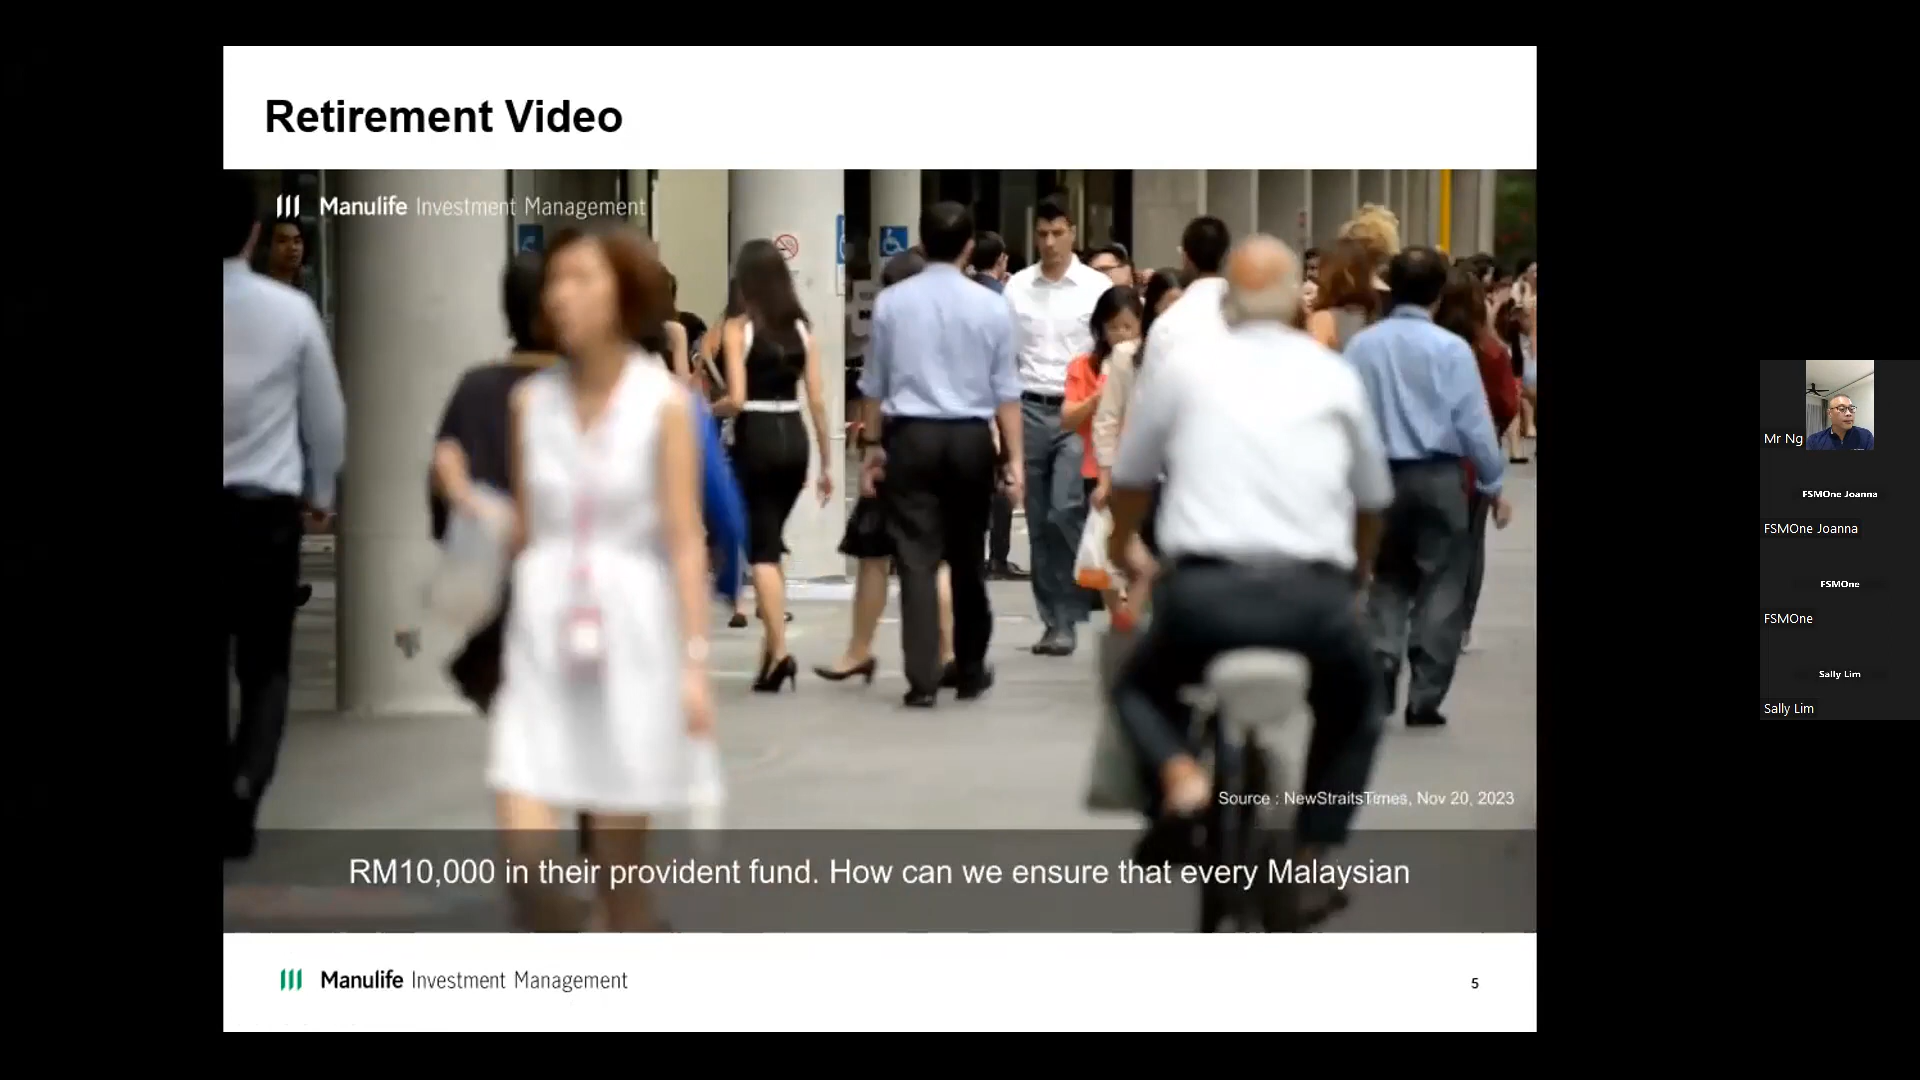 Retirement Video
Manulife Investment Management
Source : NewStraitsTimes, Nov 20, 2023
RM10,000 in their provident fund. How can we ensure that every Malaysian
Manulife Investment Management
5
Mr Ng
FSMOne Joanna
FSMOne Joanna
FSMOne
FSMOne
Sally Lim
Sally Lim